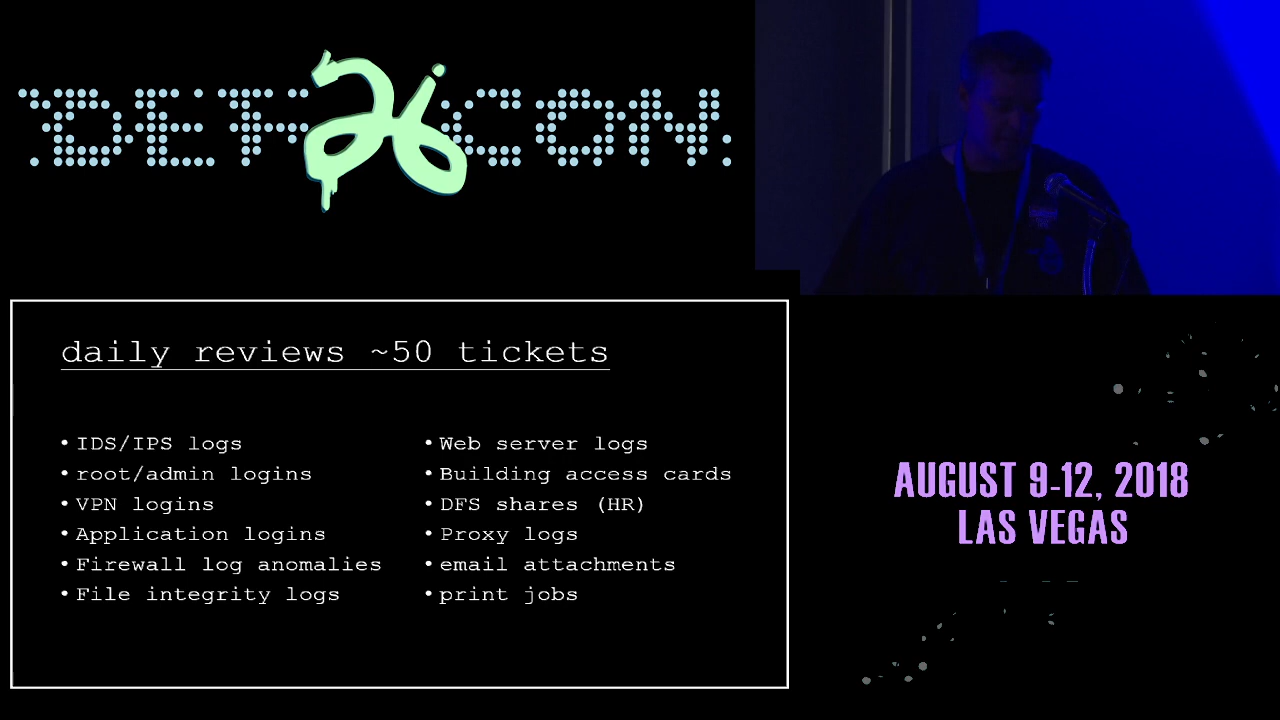 DEF 26 CON
daily reviews ~50 tickets
• IDS/IPS logs
• root/admin logins
• VPN logins
• Application logins
• Firewall log anomalies
• File integrity logs
• Web server logs
• Building access cards
• DFS shares (HR)
• Proxy logs
• email attachments
• print jobs
AUGUST 9-12, 2018
LAS VEGAS